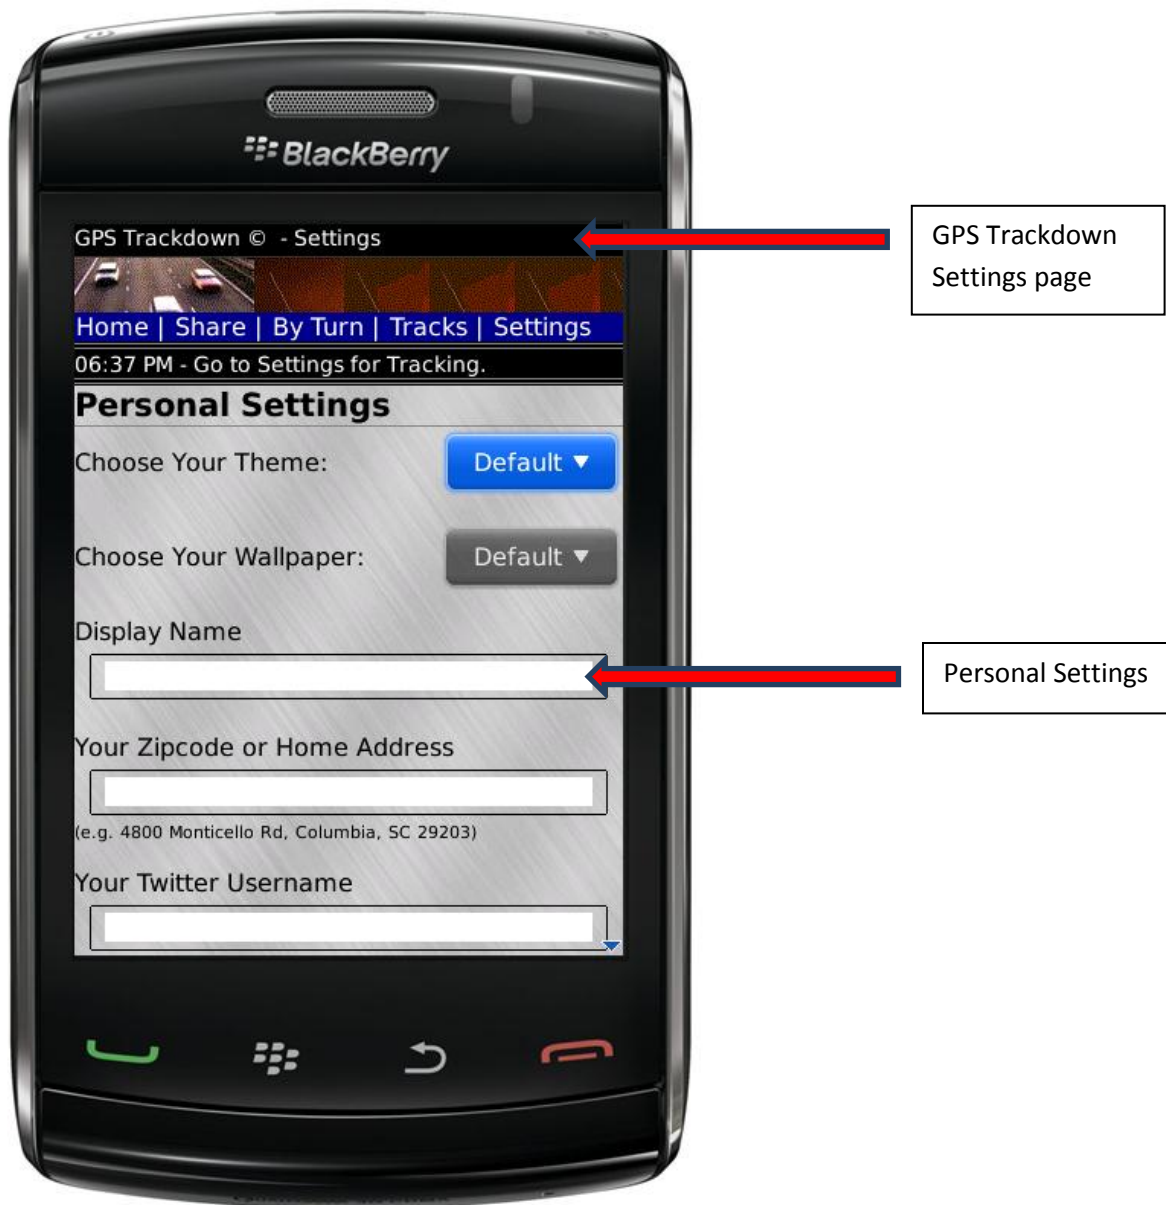 BlackBerry
GPS Trackdown © - Settings
GPS Trackdown
Settings page
Home | Share | By Turn | Tracks | Settings
06:37 PM - Go to Settings for Tracking.
Personal Settings
Choose Your Theme:
Default ▼
Choose Your Wallpaper:
Default ▼
Display Name
Personal Settings
Your Zipcode or Home Address
(e.g. 4800 Monticello Rd, Columbia, SC 29203)
Your Twitter Username